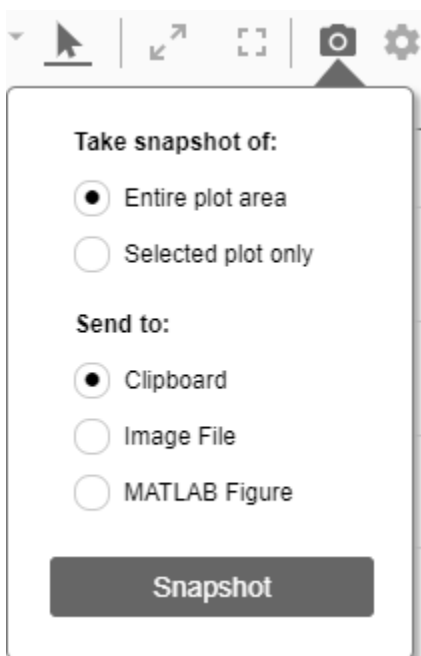 Take snapshot of:
Entire plot area
Selected plot only
Send to:
Clipboard
Image File
MATLAB Figure
Snapshot